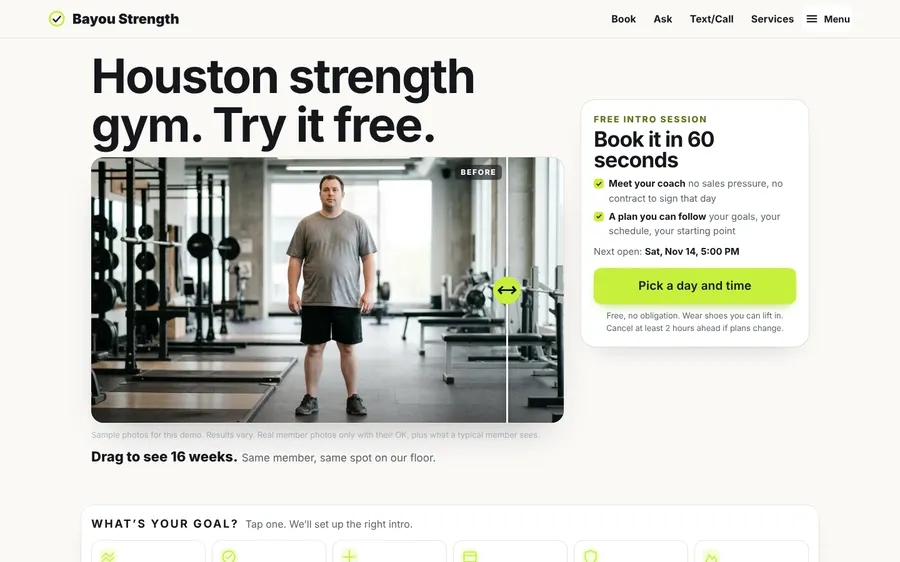 Bayou Strength
Book
Ask
Text/Call
Services
Menu
Houston strength
gym. Try it free.
BEFORE
Sample photos for this demo. Results vary. Real member photos only with their OK, plus what a typical member sees.
Drag to see 16 weeks. Same member, same spot on our floor.
FREE INTRO SESSION
Book it in 60
seconds
Meet your coach no sales pressure, no
contract to sign that day
A plan you can follow your goals, your
schedule, your starting point
Next open: Sat, Nov 14, 5:00 PM
Pick a day and time
Free, no obligation. Wear shoes you can lift in.
Cancel at least 2 hours ahead if plans change.
WHAT'S YOUR GOAL? Tap one. We'll set up the right intro.